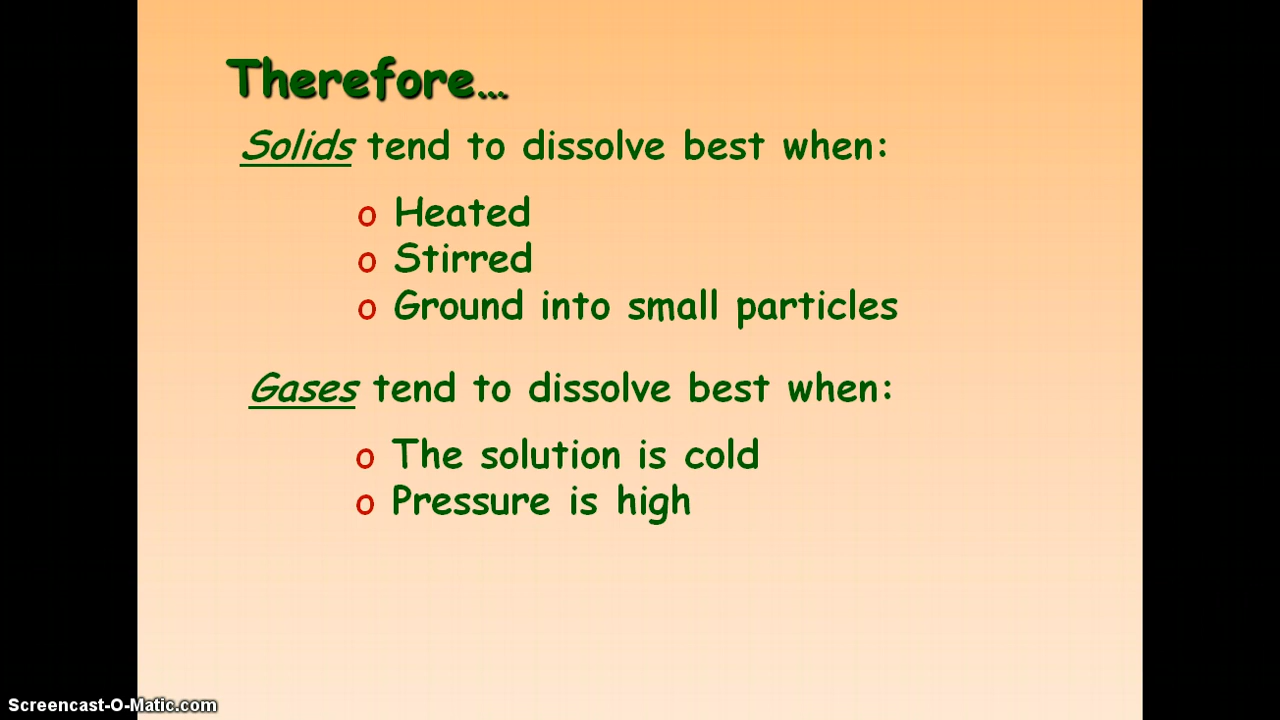 Therefore...
Solids tend to dissolve best when:
o Heated
o Stirred
o Ground into small particles
Gases tend to dissolve best when:
o The solution is cold
o Pressure is high
Screencast-O-Matic.com